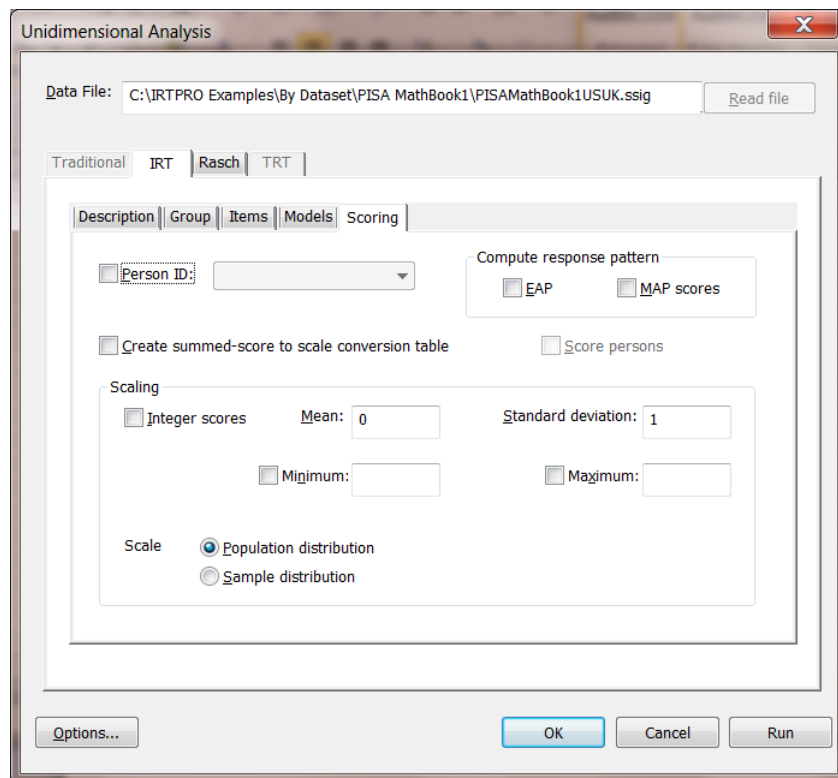 Unidimensional Analysis
Data File: C:\IRTPRO Examples\By Dataset\PISA MathBook1\PISAMathBook1USUK.ssig Read file
Traditional IRT Rasch TRT
Description Group Items Models Scoring
Person ID:
Compute response pattern
EAP MAP scores
Create summed-score to scale conversion table Score persons
Scaling
Integer scores Mean: 0 Standard deviation: 1
Minimum: Maximum:
Scale Population distribution
Sample distribution
Options... OK Cancel Run